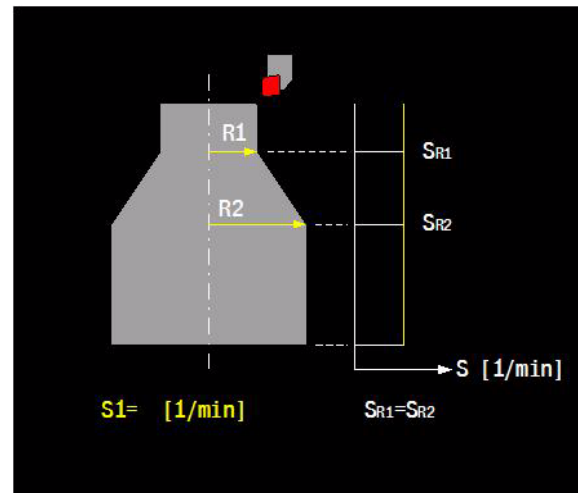 R1
SR1
R2
SR2
S [1/min]
S1= [1/min]
SR1=SR2